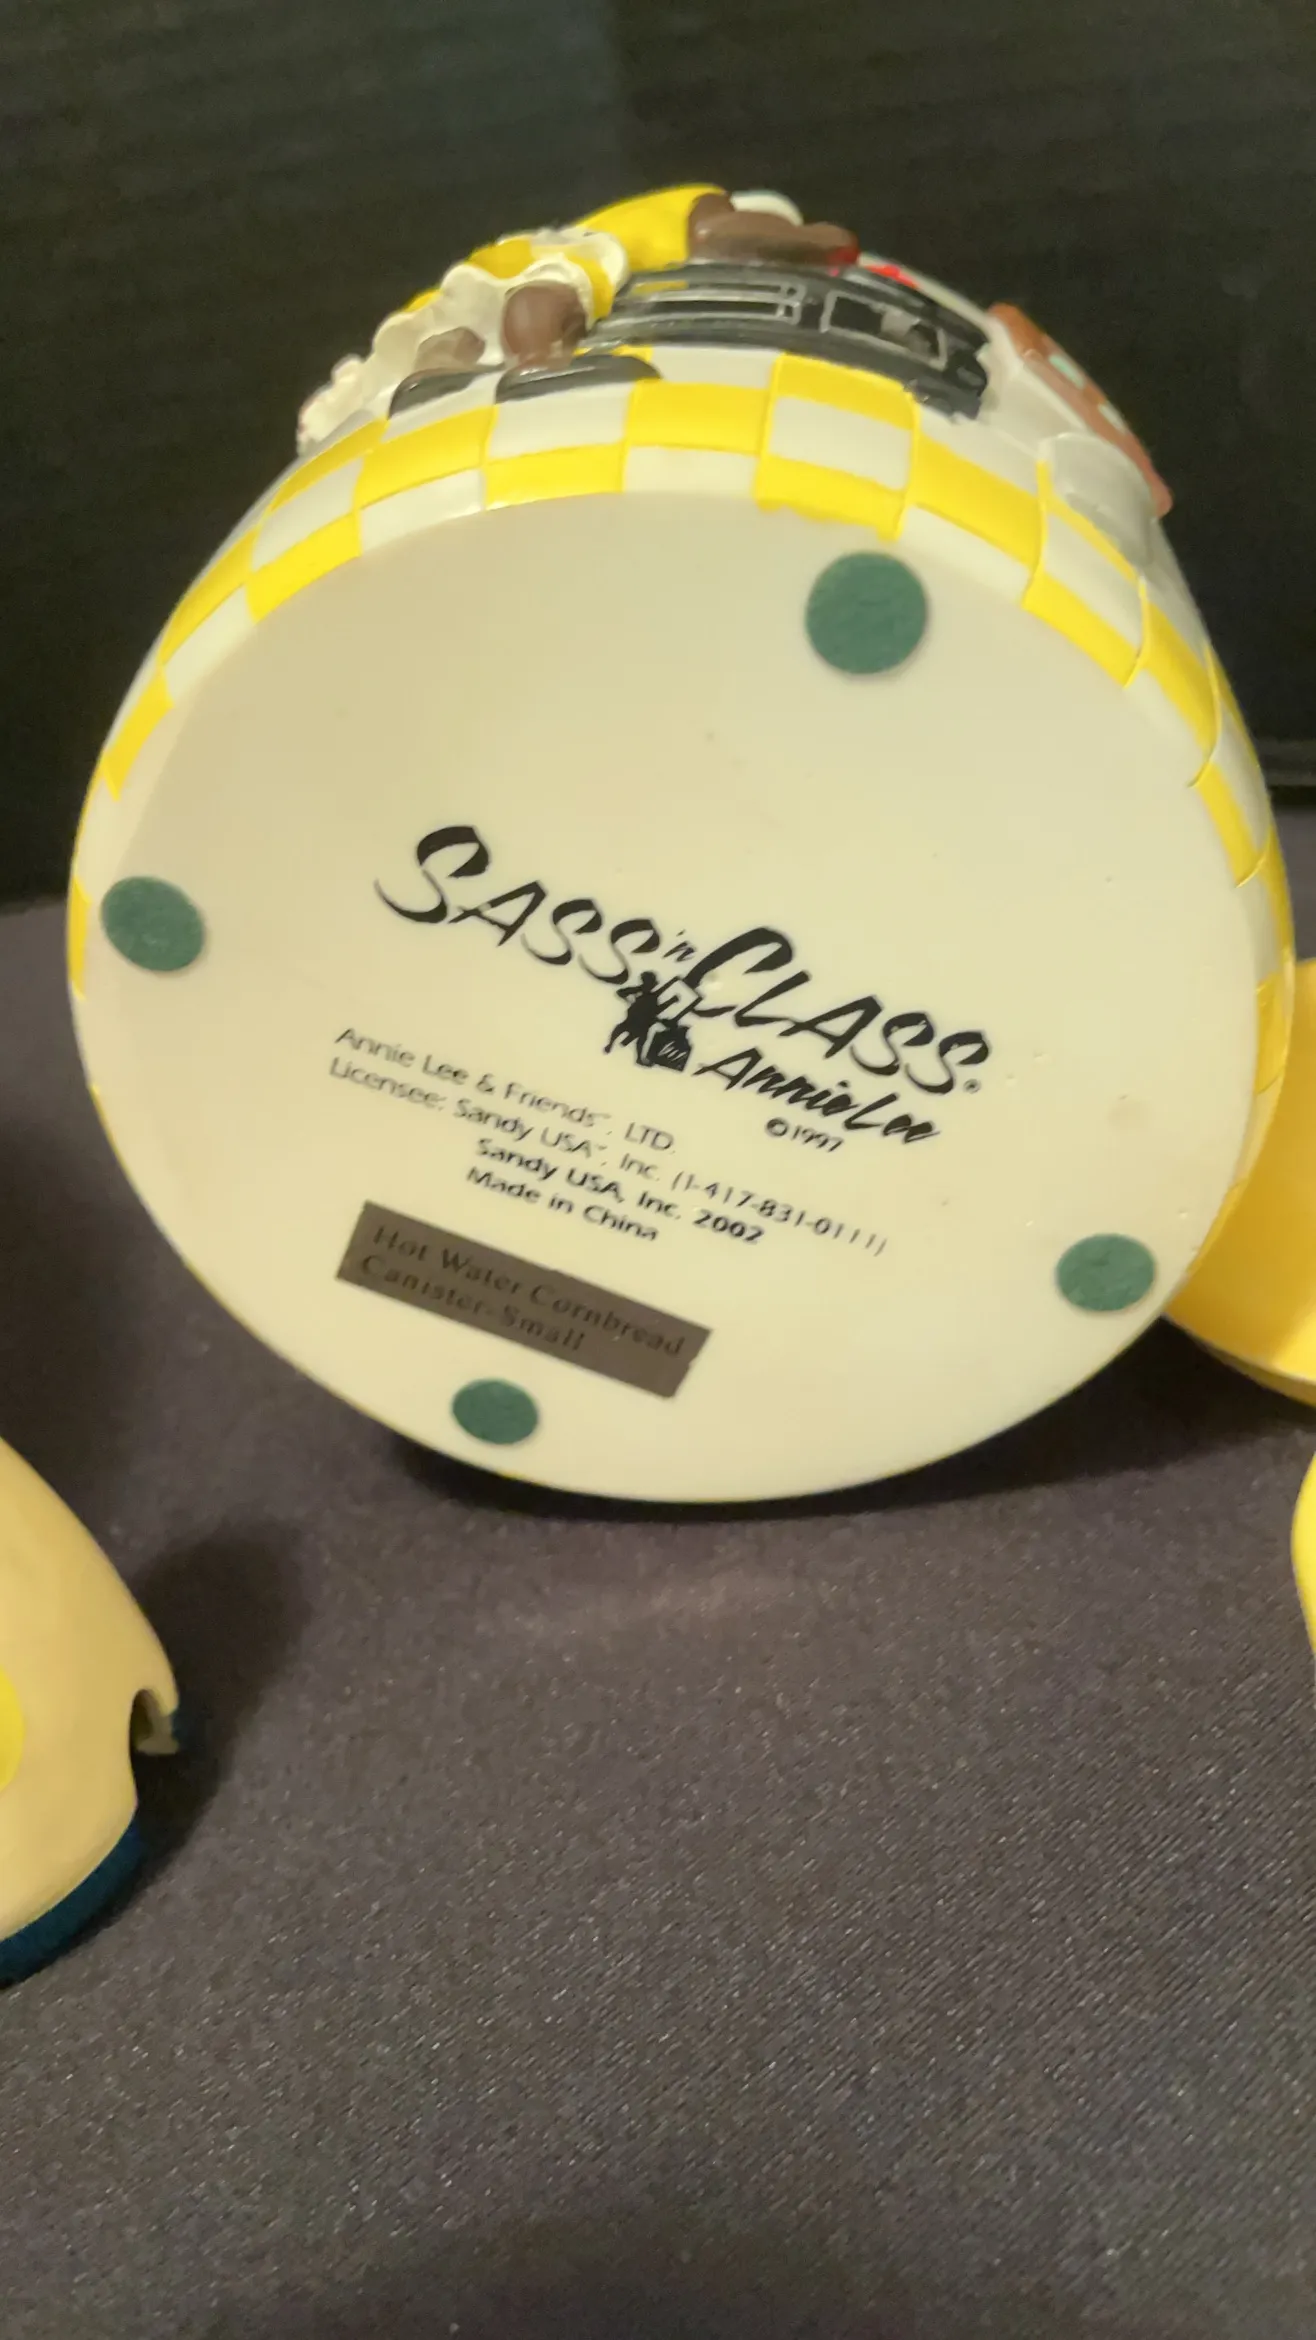 SASS 'n CLASS®
Annie Lee
©1997
Annie Lee & Friends™, LTD.
Licensee: Sandy USA™, Inc. (1-417-831-0111)
Sandy USA, Inc. 2002
Made in China
Hot Water Cornbread
Canister-Small